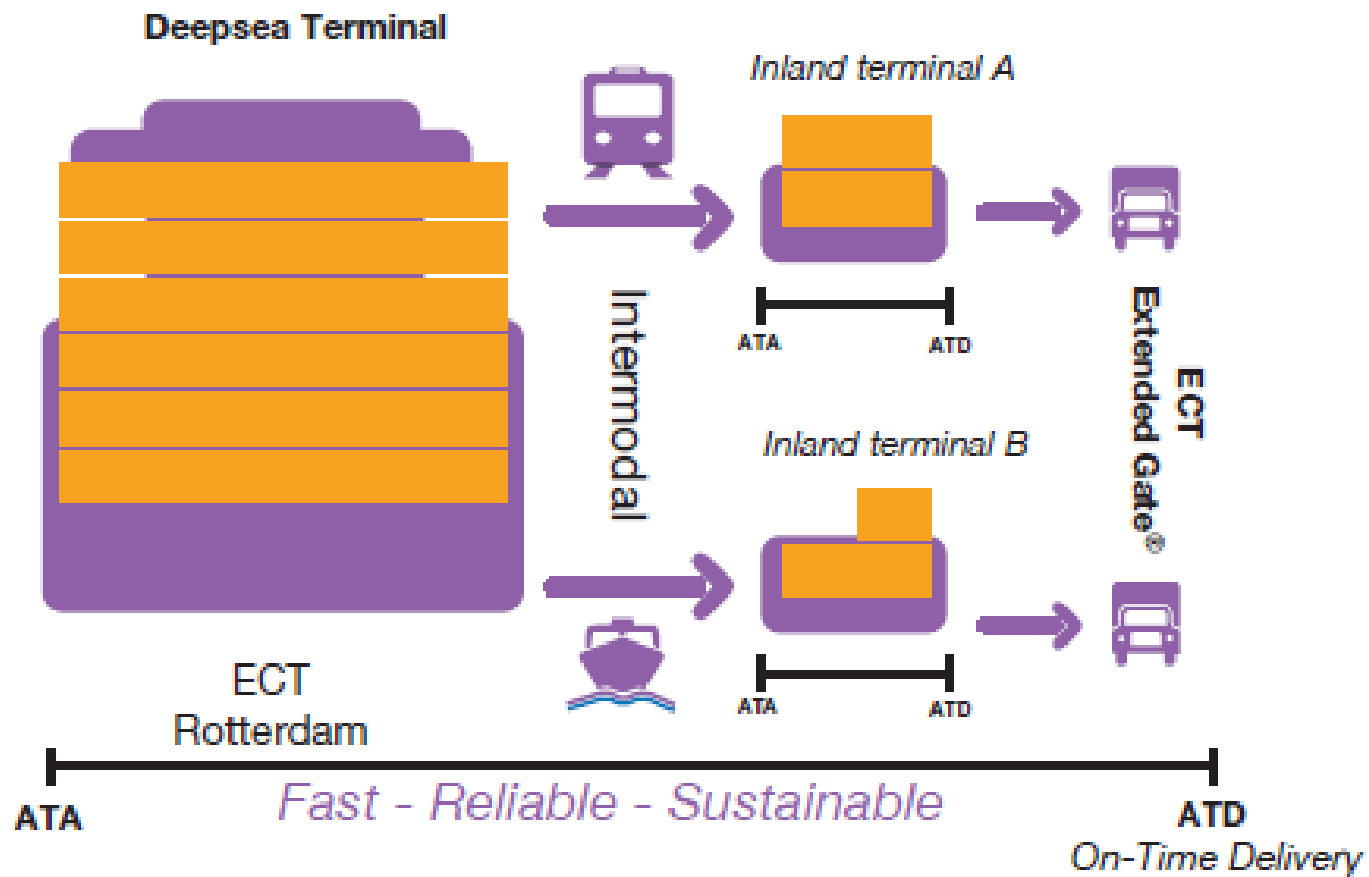 Deepsea Terminal
Inland terminal A
ATA
ATD
Intermodal
ECT
Extended Gate®
Inland terminal B
ATA
ATD
ECT
Rotterdam
Fast - Reliable - Sustainable
ATA
ATD
On-Time Delivery